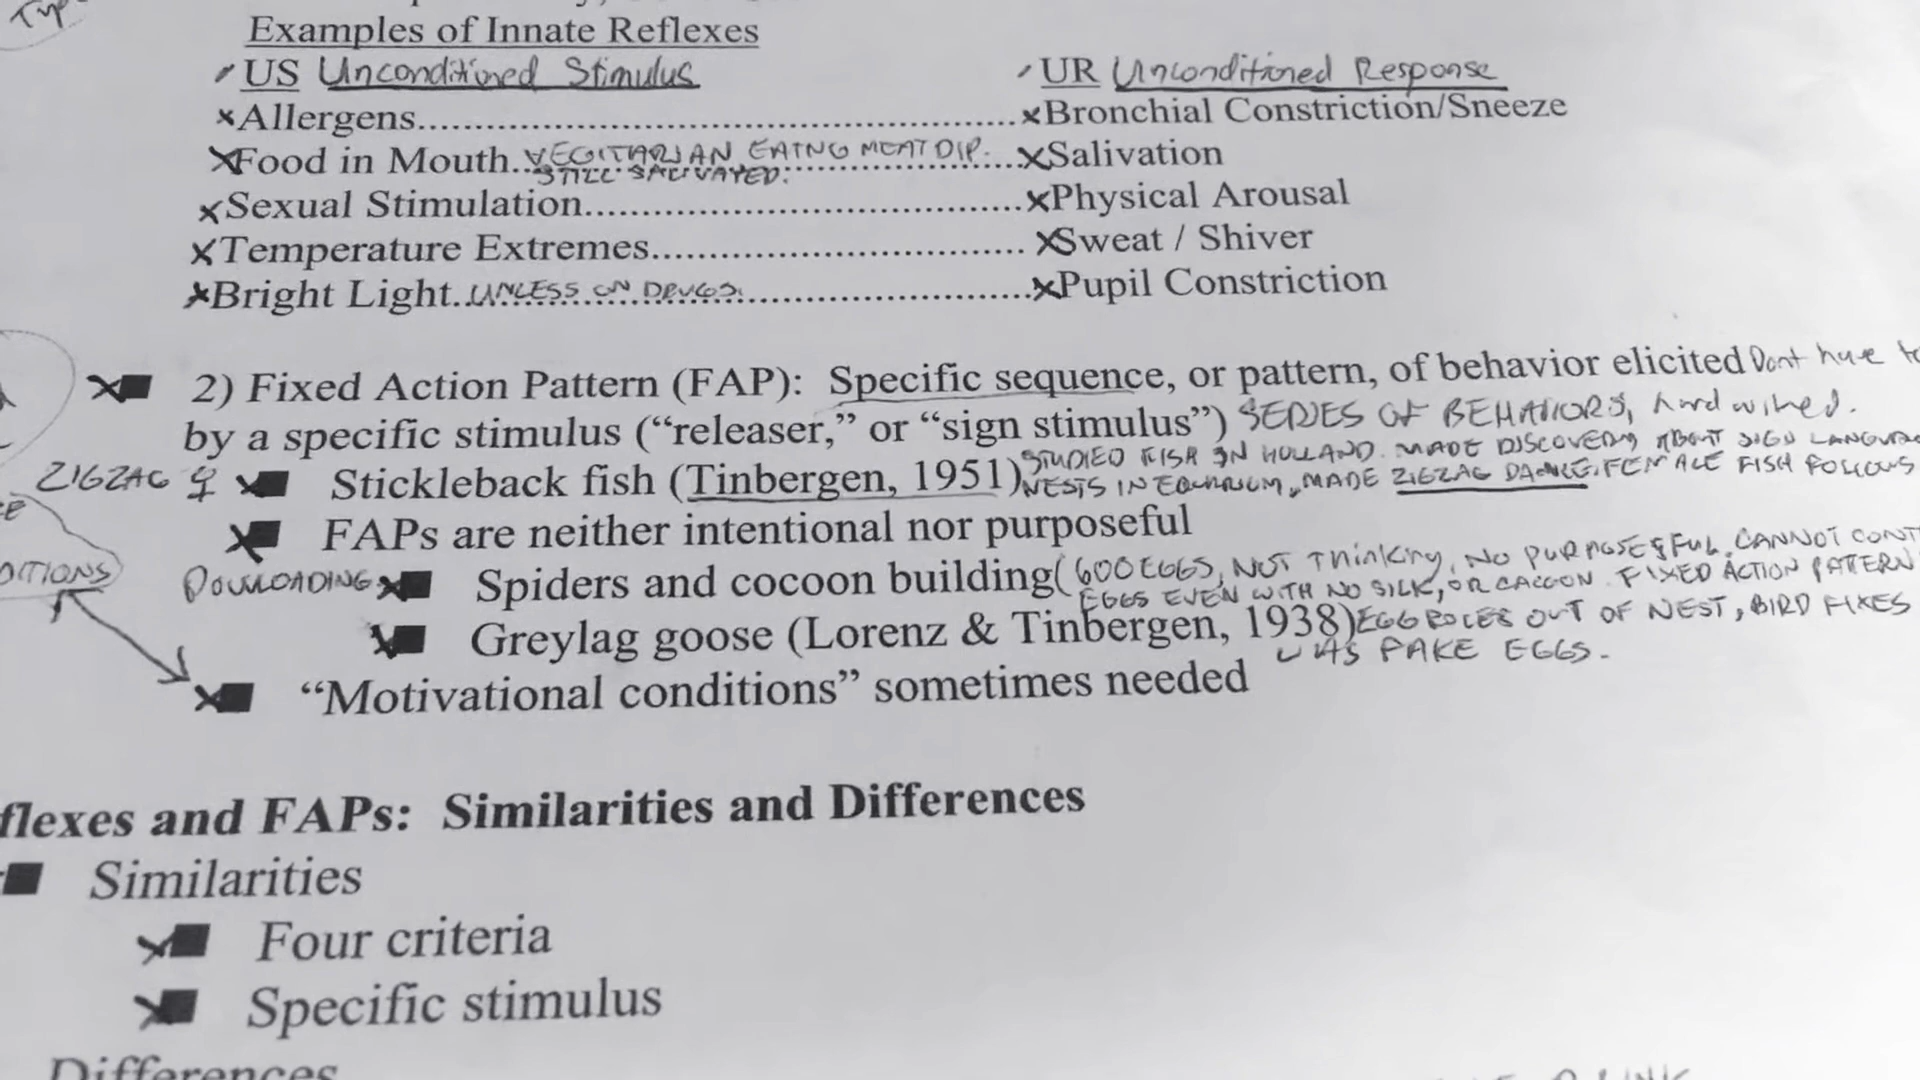 Examples of Innate Reflexes
US Unconditioned Stimulus UR Unconditioned Response
Allergens Bronchial Constriction/Sneeze
Food in Mouth VEGITARIAN EATNG MEAT DIP. Salivation
STILL SALIVATED.
Sexual Stimulation Physical Arousal
Temperature Extremes Sweat / Shiver
Bright Light UNLESS ON DRUGS. Pupil Constriction
2) Fixed Action Pattern (FAP): Specific sequence, or pattern, of behavior elicited Dont have to
by a specific stimulus (“releaser,” or “sign stimulus”) SERIES OF BEHAVIORS, hard wired.
ZIGZAG ♀ Stickleback fish (Tinbergen, 1951) STUDIED FISH IN HOLLAND. MADE DISCOVERY ABOUT SIGN
NESTS IN MADE ZIGZAG DANCE. FEMALE FISH FOLLOWS
FAPs are neither intentional nor purposeful
Spiders and cocoon building (600 EGGS, NOT Thinking, NO CANNOT
EGGS EVEN WITH NO SILK, OR FIXED ACTION PATTERN
Greylag goose (Lorenz & Tinbergen, 1938) EGG OUT OF NEST, BIRD FIXES
WAS FAKE EGGS.
“Motivational conditions” sometimes needed
flexes and FAPs: Similarities and Differences
Similarities
Four criteria
Specific stimulus
Differences